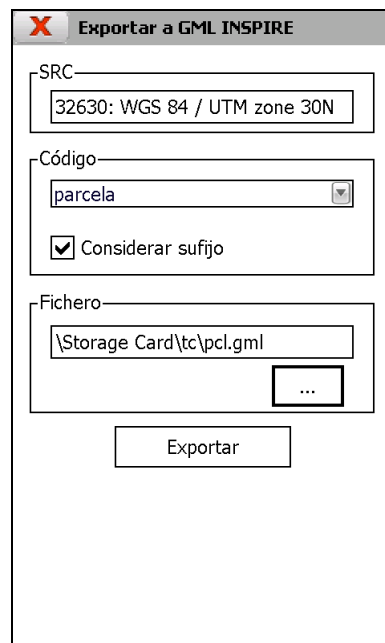 X Exportar a GML INSPIRE
SRC
32630: WGS 84 / UTM zone 30N
Código
parcela
Considerar sufijo
Fichero
\Storage Card\tc\pcl.gml
...
Exportar